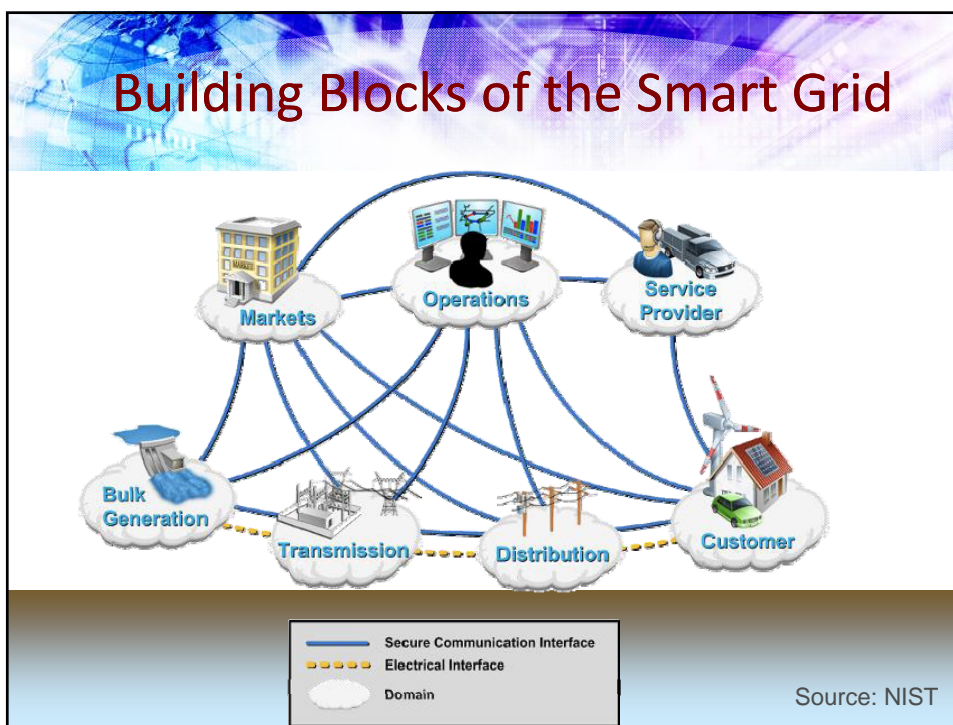 Building Blocks of the Smart Grid
MARKET
Markets
Operations
Service
Provider
Bulk
Generation
Transmission
Distribution
Customer
Secure Communication Interface
Electrical Interface
Domain
Source: NIST